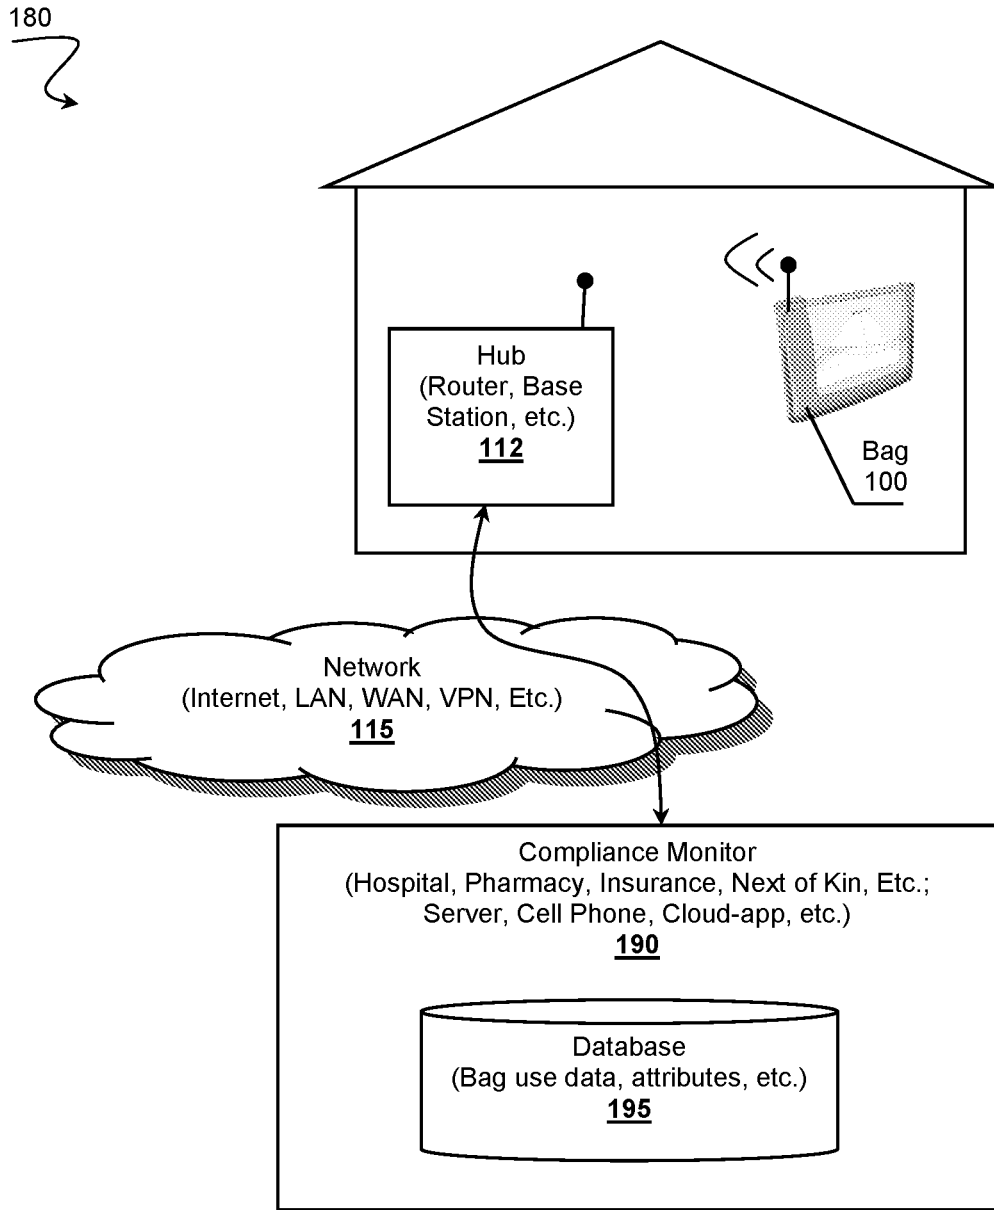 180
Hub
(Router, Base
Station, etc.)
112
Bag
100
Network
(Internet, LAN, WAN, VPN, Etc.)
115
Compliance Monitor
(Hospital, Pharmacy, Insurance, Next of Kin, Etc.;
Server, Cell Phone, Cloud-app, etc.)
190
Database
(Bag use data, attributes, etc.)
195